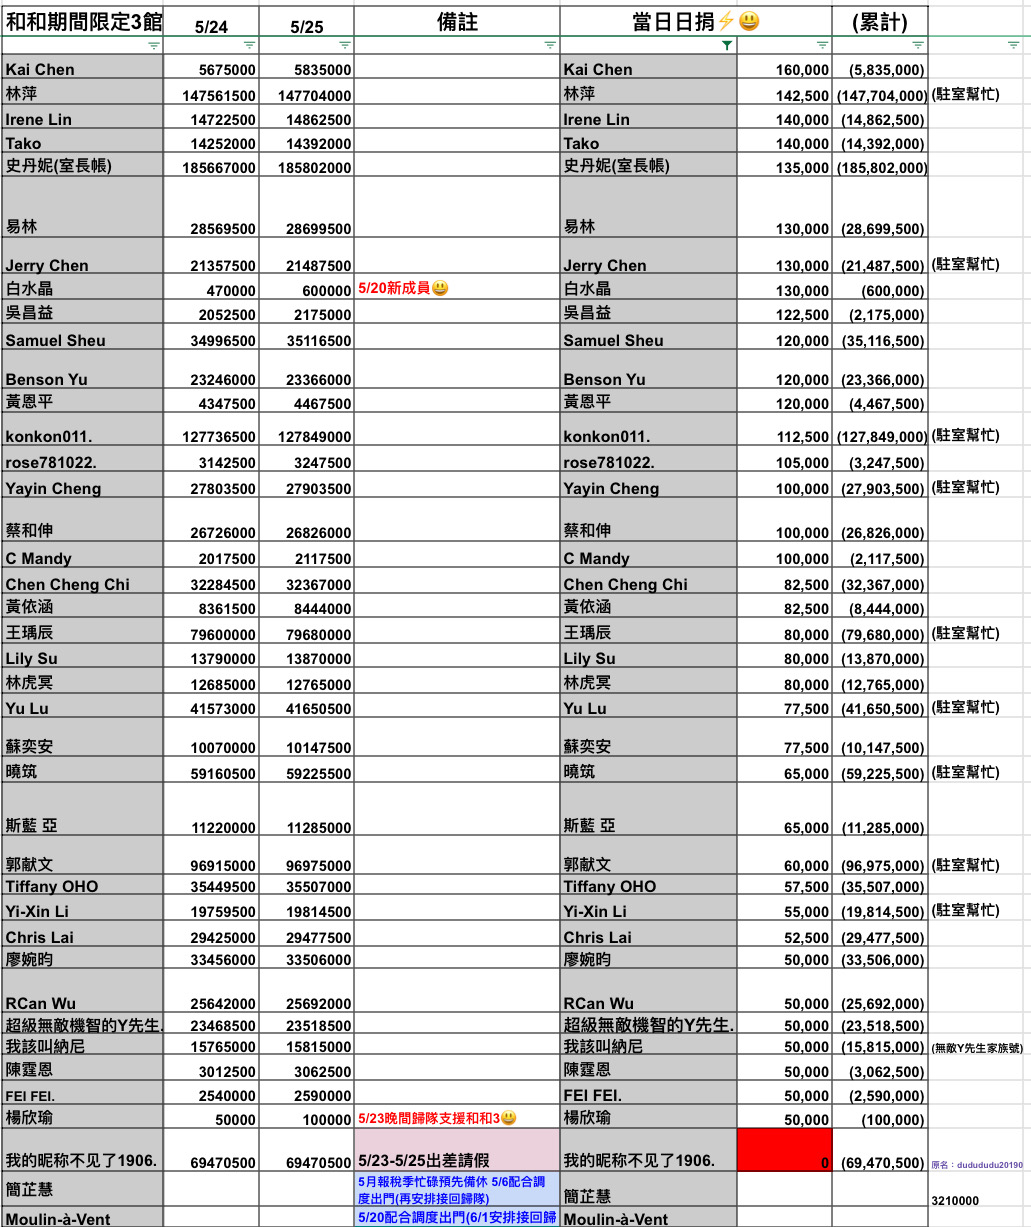 和和期間限定3館 5/24 5/25 備註 當日日捐⚡😃 (累計)
Kai Chen 5675000 5835000 Kai Chen 160,000 (5,835,000)
林萍 147561500 147704000 林萍 142,500 (147,704,000) (駐室幫忙)
Irene Lin 14722500 14862500 Irene Lin 140,000 (14,862,500)
Tako 14252000 14392000 Tako 140,000 (14,392,000)
史丹妮(室長帳) 185667000 185802000 史丹妮(室長帳) 135,000 (185,802,000)
易林 28569500 28699500 易林 130,000 (28,699,500)
Jerry Chen 21357500 21487500 Jerry Chen 130,000 (21,487,500) (駐室幫忙)
白水晶 470000 600000 5/20新成員😃 白水晶 130,000 (600,000)
吳昌益 2052500 2175000 吳昌益 122,500 (2,175,000)
Samuel Sheu 34996500 35116500 Samuel Sheu 120,000 (35,116,500)
Benson Yu 23246000 23366000 Benson Yu 120,000 (23,366,000)
黃恩平 4347500 4467500 黃恩平 120,000 (4,467,500)
konkon011. 127736500 127849000 konkon011. 112,500 (127,849,000) (駐室幫忙)
rose781022. 3142500 3247500 rose781022. 105,000 (3,247,500)
Yayin Cheng 27803500 27903500 Yayin Cheng 100,000 (27,903,500) (駐室幫忙)
蔡和伸 26726000 26826000 蔡和伸 100,000 (26,826,000)
C Mandy 2017500 2117500 C Mandy 100,000 (2,117,500)
Chen Cheng Chi 32284500 32367000 Chen Cheng Chi 82,500 (32,367,000)
黃依涵 8361500 8444000 黃依涵 82,500 (8,444,000)
王瑀辰 79600000 79680000 王瑀辰 80,000 (79,680,000) (駐室幫忙)
Lily Su 13790000 13870000 Lily Su 80,000 (13,870,000)
林虎冥 12685000 12765000 林虎冥 80,000 (12,765,000)
Yu Lu 41573000 41650500 Yu Lu 77,500 (41,650,500) (駐室幫忙)
蘇奕安 10070000 10147500 蘇奕安 77,500 (10,147,500)
曉筑 59160500 59225500 曉筑 65,000 (59,225,500) (駐室幫忙)
斯藍 亞 11220000 11285000 斯藍 亞 65,000 (11,285,000)
郭献文 96915000 96975000 郭献文 60,000 (96,975,000) (駐室幫忙)
Tiffany OHO 35449500 35507000 Tiffany OHO 57,500 (35,507,000)
Yi-Xin Li 19759500 19814500 Yi-Xin Li 55,000 (19,814,500) (駐室幫忙)
Chris Lai 29425000 29477500 Chris Lai 52,500 (29,477,500)
廖婉昀 33456000 33506000 廖婉昀 50,000 (33,506,000)
RCan Wu 25642000 25692000 RCan Wu 50,000 (25,692,000)
超級無敵機智的Y先生. 23468500 23518500 超級無敵機智的Y先生. 50,000 (23,518,500)
我該叫納尼 15765000 15815000 我該叫納尼 50,000 (15,815,000) (無敵Y先生家族號)
陳霆恩 3012500 3062500 陳霆恩 50,000 (3,062,500)
FEI FEI. 2540000 2590000 FEI FEI. 50,000 (2,590,000)
楊欣瑜 50000 100000 5/23晚間歸隊支援和和3😃 楊欣瑜 50,000 (100,000)
我的昵称不见了1906. 69470500 69470500 5/23-5/25出差請假 我的昵称不见了1906. 0 (69,470,500) 原名：dudududu20190
簡芷慧 5月報稅季忙碌預先備休 5/6配合調
度出門(再安排接回歸隊) 簡芷慧 3210000
Moulin-à-Vent 5/20配合調度出門(6/1安排接回歸 Moulin-à-Vent